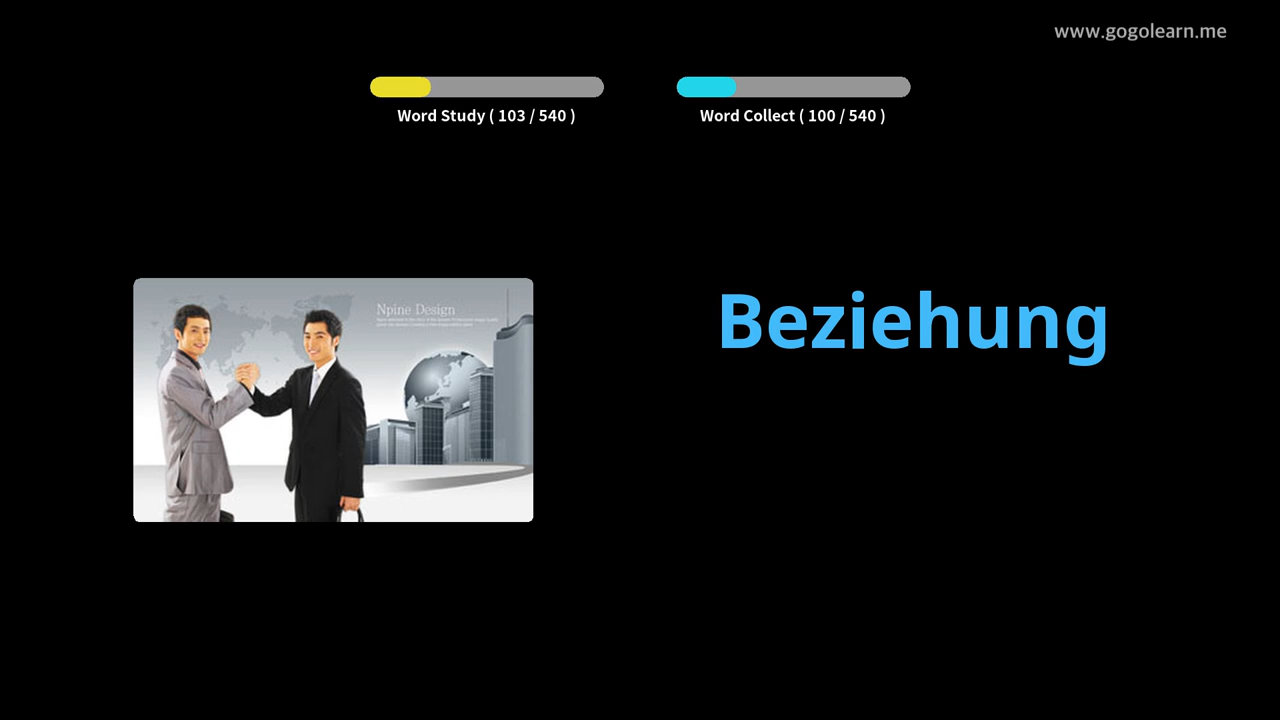 www.gogolearn.me
Word Study ( 103 / 540 )
Word Collect ( 100 / 540 )
Npine Design
Beziehung